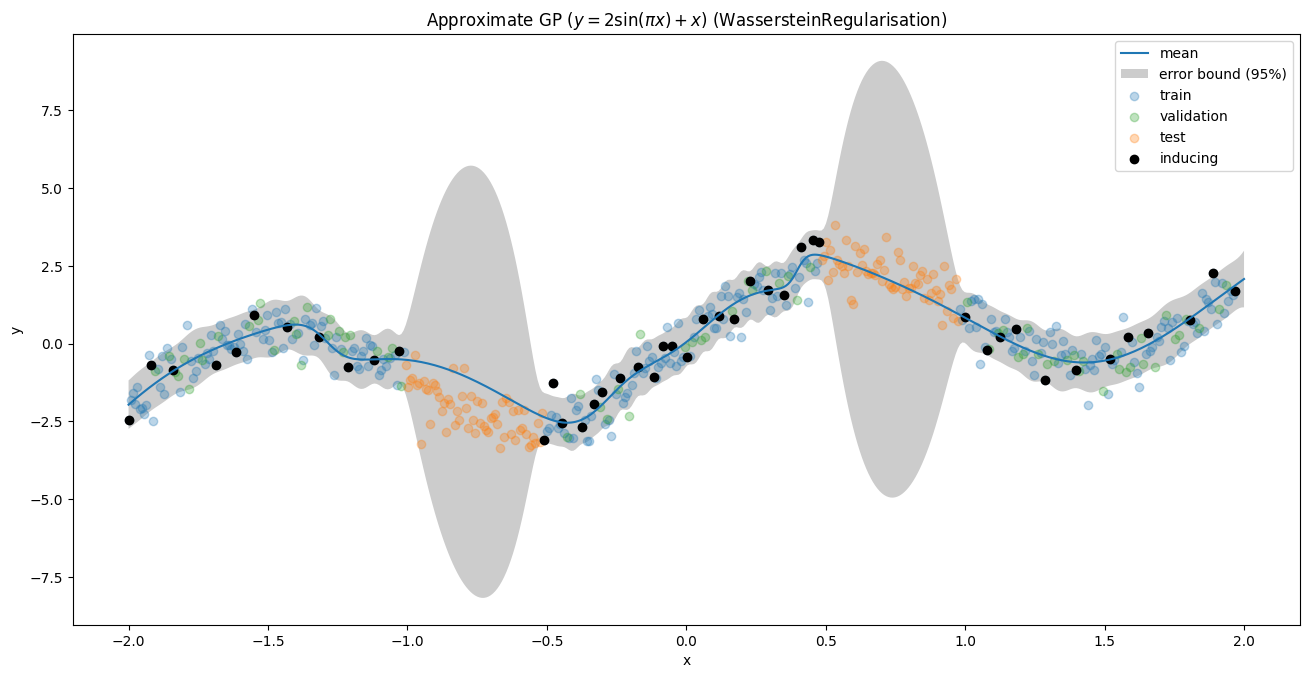 Approximate GP (y = 2sin(πx) + x) (WassersteinRegularisation)
mean
error bound (95%)
train
validation
test
inducing
7.5
5.0
2.5
0.0
−2.5
−5.0
−7.5
y
−2.0 −1.5 −1.0 −0.5 0.0 0.5 1.0 1.5 2.0
x